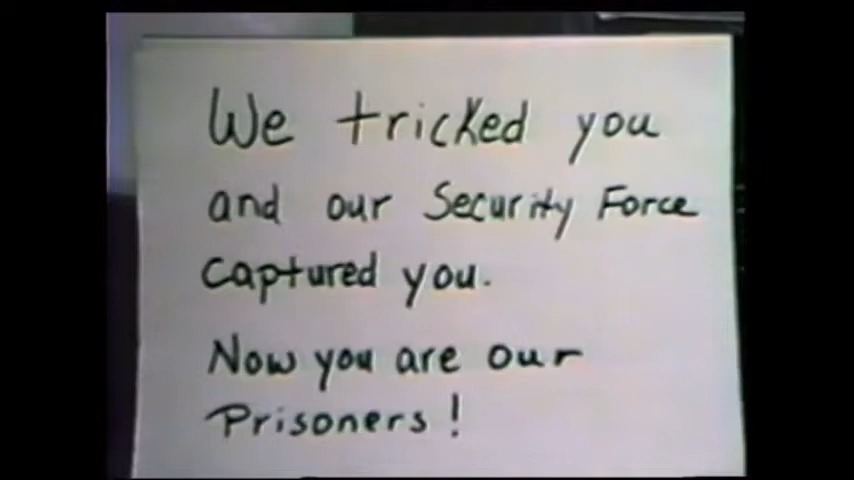 We tricked you
and our Security Force
captured you.
Now you are our
Prisoners!